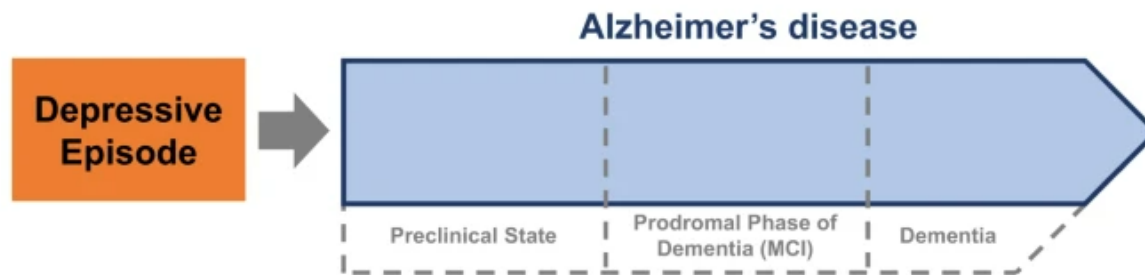 Alzheimer's disease
Depressive
Episode
Preclinical State
Prodromal Phase of
Dementia (MCI)
Dementia